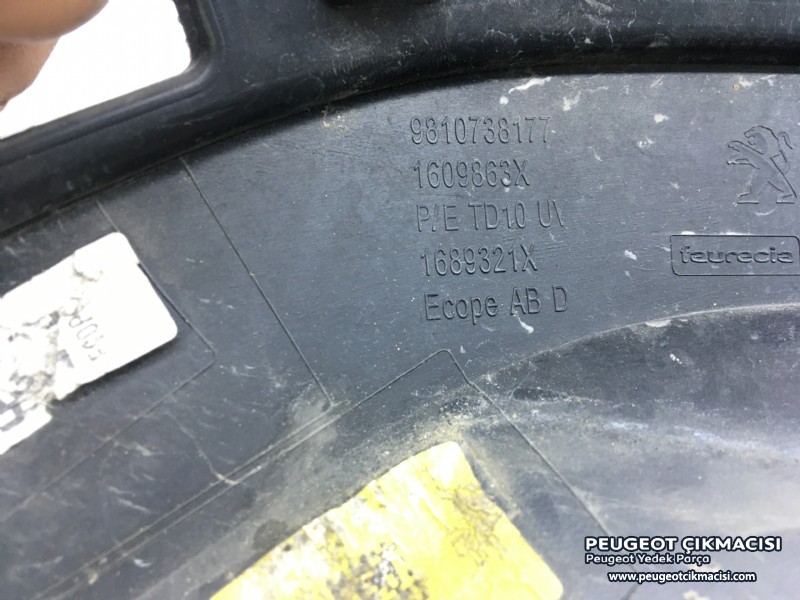 9810738177
1609863X
P/E TD10 UV
1689321X
Ecope AB D
faurecia
PEUGEOT ÇIKMACISI
Peugeot Yedek Parça
www.peugeotcikmacisi.com